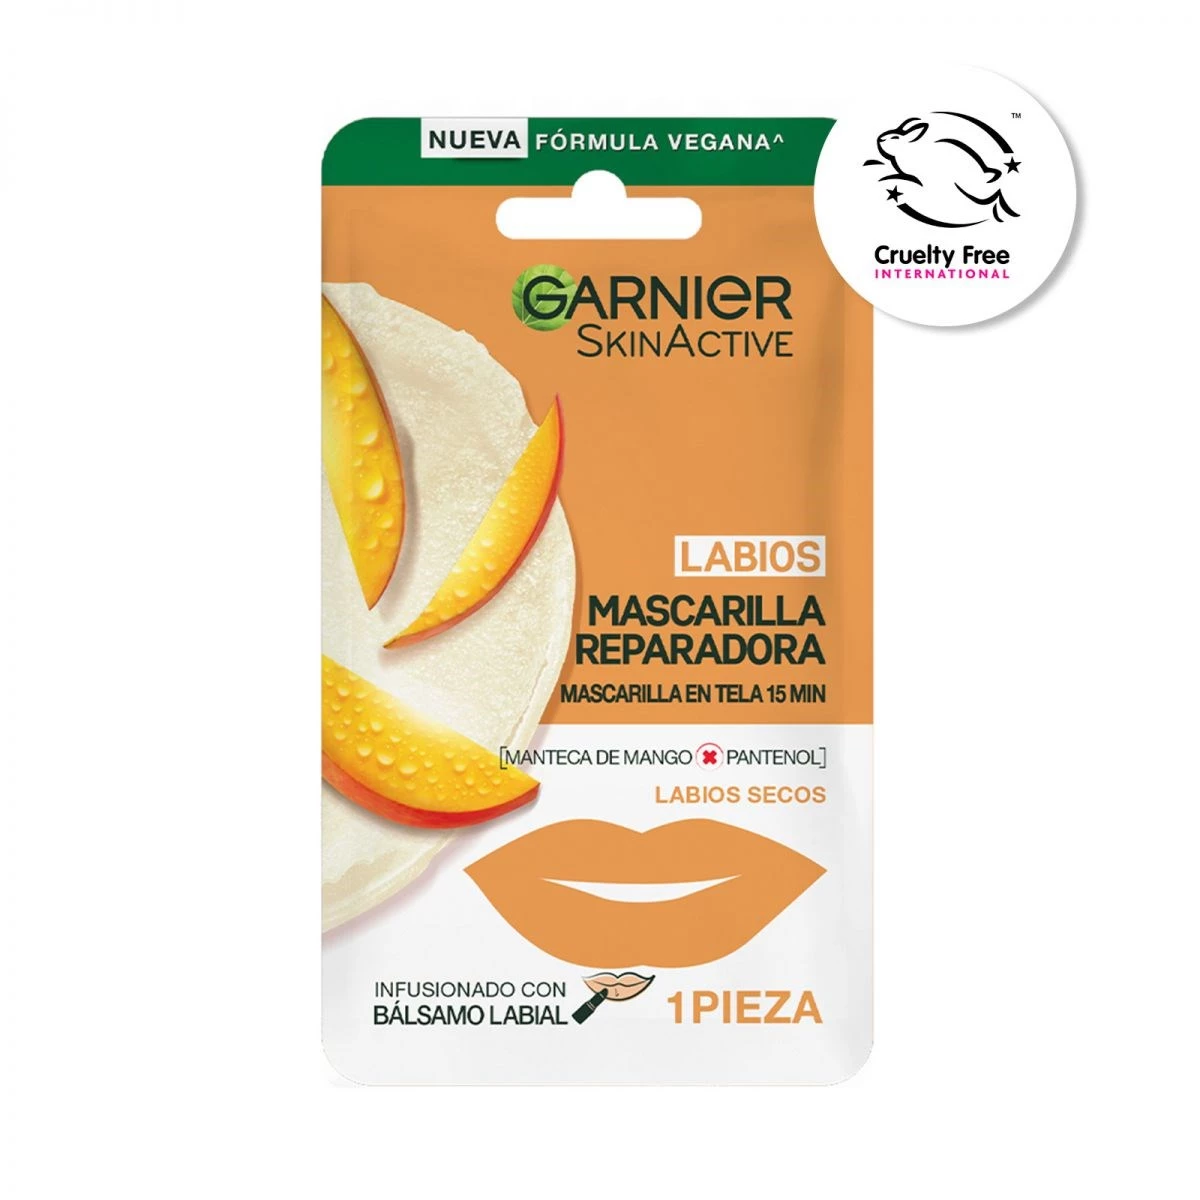 NUEVA FÓRMULA VEGANA^
GARNIER
SKINACTIVE
TM
Cruelty Free
INTERNATIONAL
LABIOS
MASCARILLA
REPARADORA
MASCARILLA EN TELA 15 MIN
[MANTECA DE MANGO ✖ PANTENOL]
LABIOS SECOS
INFUSIONADO CON
BÁLSAMO LABIAL
1 PIEZA